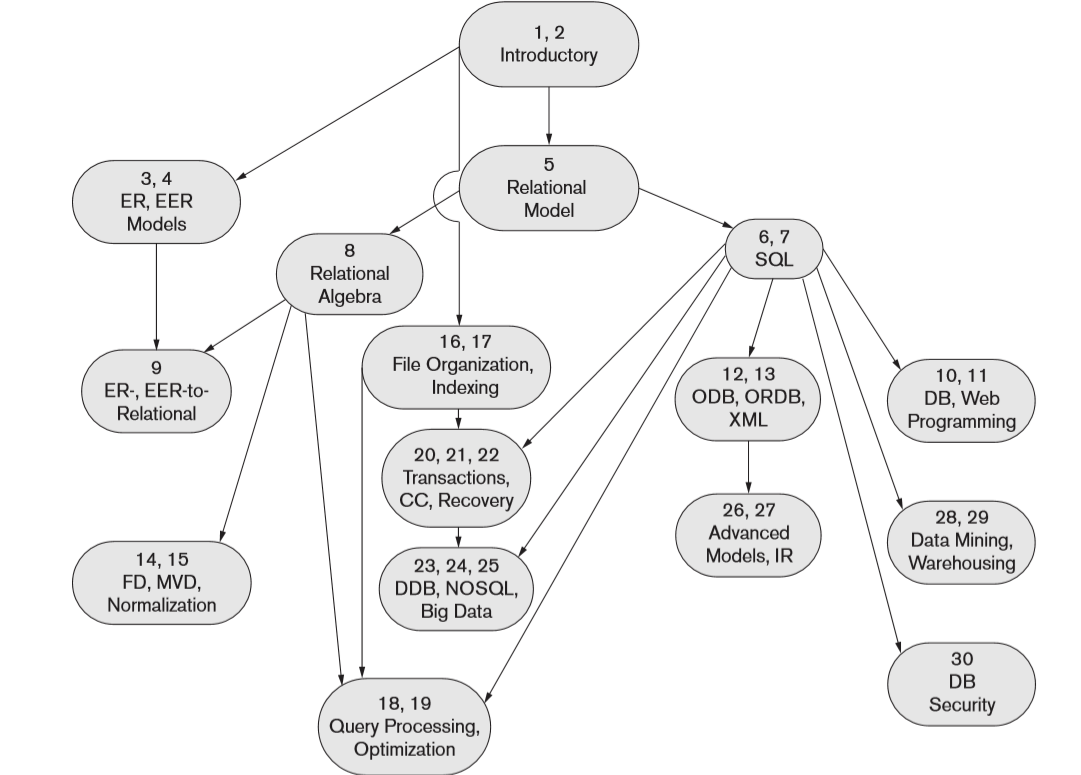 1, 2
Introductory
3, 4
ER, EER
Models
5
Relational
Model
6, 7
SQL
8
Relational
Algebra
16, 17
File Organization,
Indexing
9
ER-, EER-to-
Relational
12, 13
ODB, ORDB,
XML
10, 11
DB, Web
Programming
20, 21, 22
Transactions,
CC, Recovery
26, 27
Advanced
Models, IR
28, 29
Data Mining,
Warehousing
14, 15
FD, MVD,
Normalization
23, 24, 25
DDB, NOSQL,
Big Data
30
DB
Security
18, 19
Query Processing,
Optimization